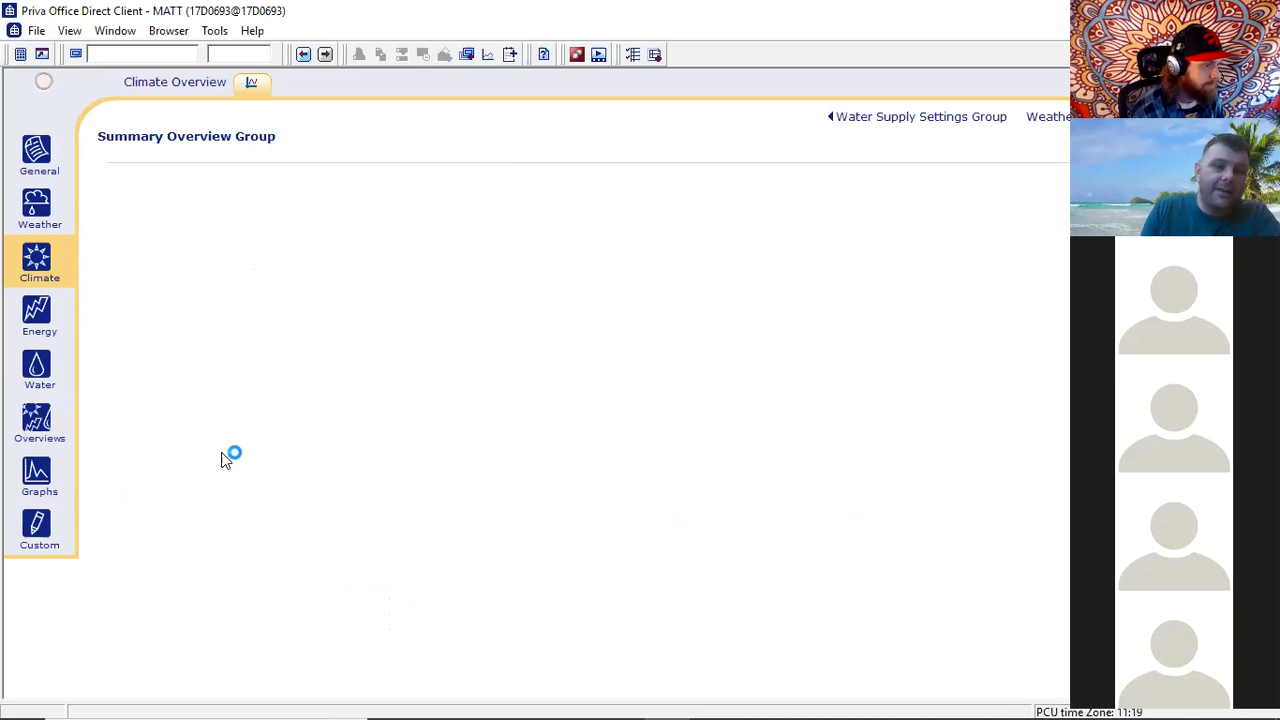 Priva Office Direct Client - MATT (17D0693@17D0693)
File View Window Browser Tools Help
Climate Overview
Water Supply Settings Group Weathe
Summary Overview Group
General
Weather
Climate
Energy
Water
Overviews
Graphs
Custom
PCU time Zone: 11:19